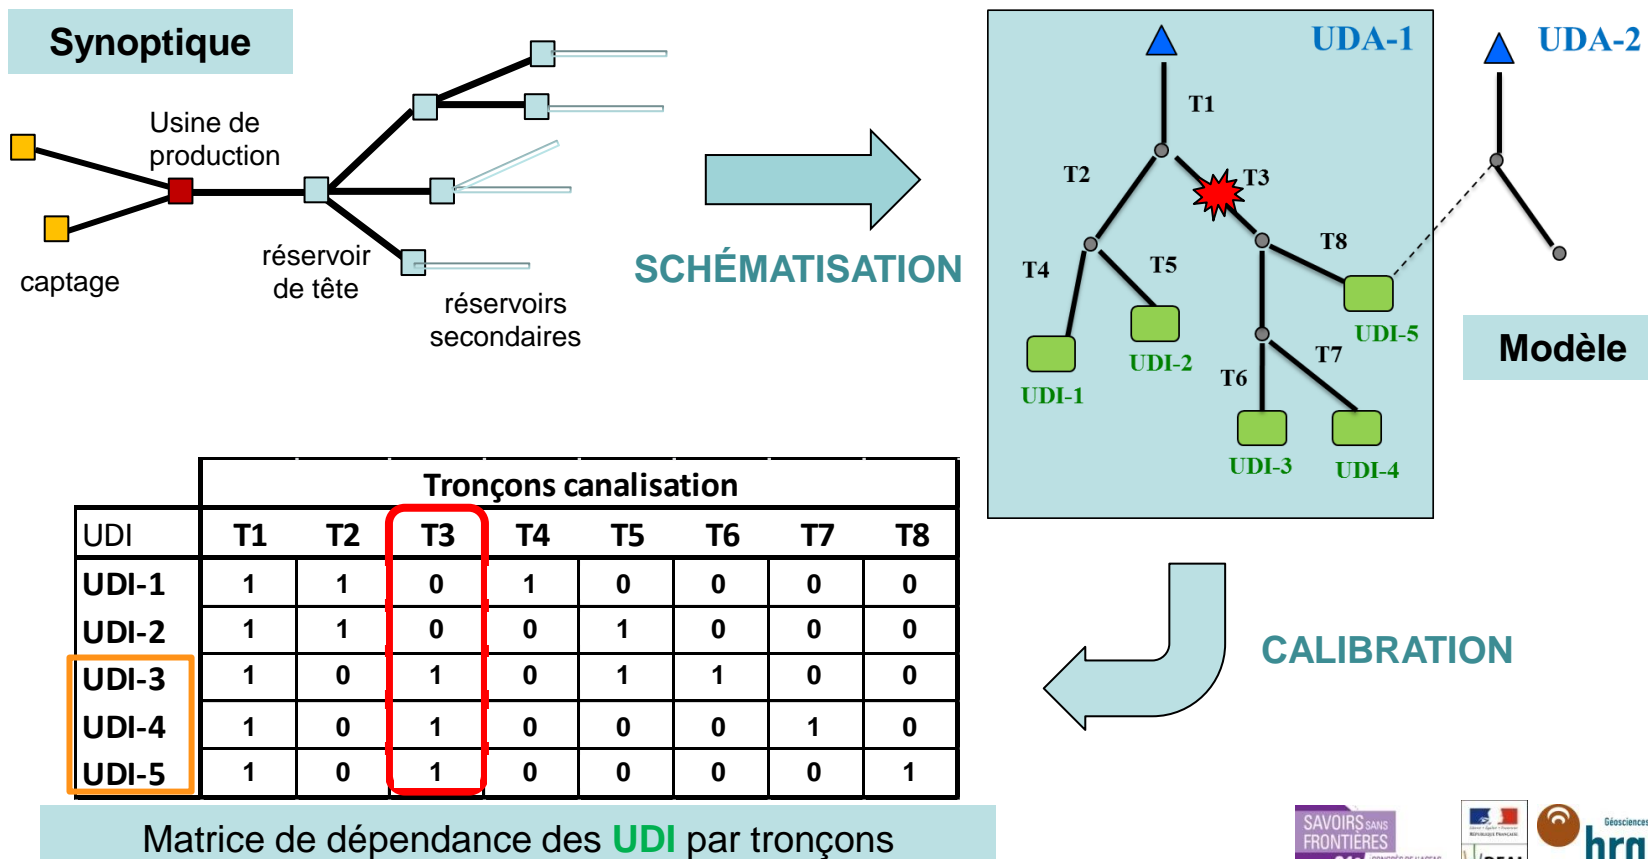 Synoptique
Usine de
production
captage
réservoir
de tête
réservoirs
secondaires
SCHÉMATISATION
UDA-1
UDA-2
T1
T2
T3
T8
T4
T5
UDI-5
T7
UDI-2
T6
UDI-1
UDI-3
UDI-4
Modèle
CALIBRATION
Tronçons canalisation
UDI T1 T2 T3 T4 T5 T6 T7 T8
UDI-1 1 1 0 1 0 0 0 0
UDI-2 1 1 0 0 1 0 0 0
UDI-3 1 0 1 0 1 1 0 0
UDI-4 1 0 1 0 0 0 1 0
UDI-5 1 0 1 0 0 0 0 1
Matrice de dépendance des UDI par tronçons
SAVOIRS SANS
FRONTIÈRES
Géosciences